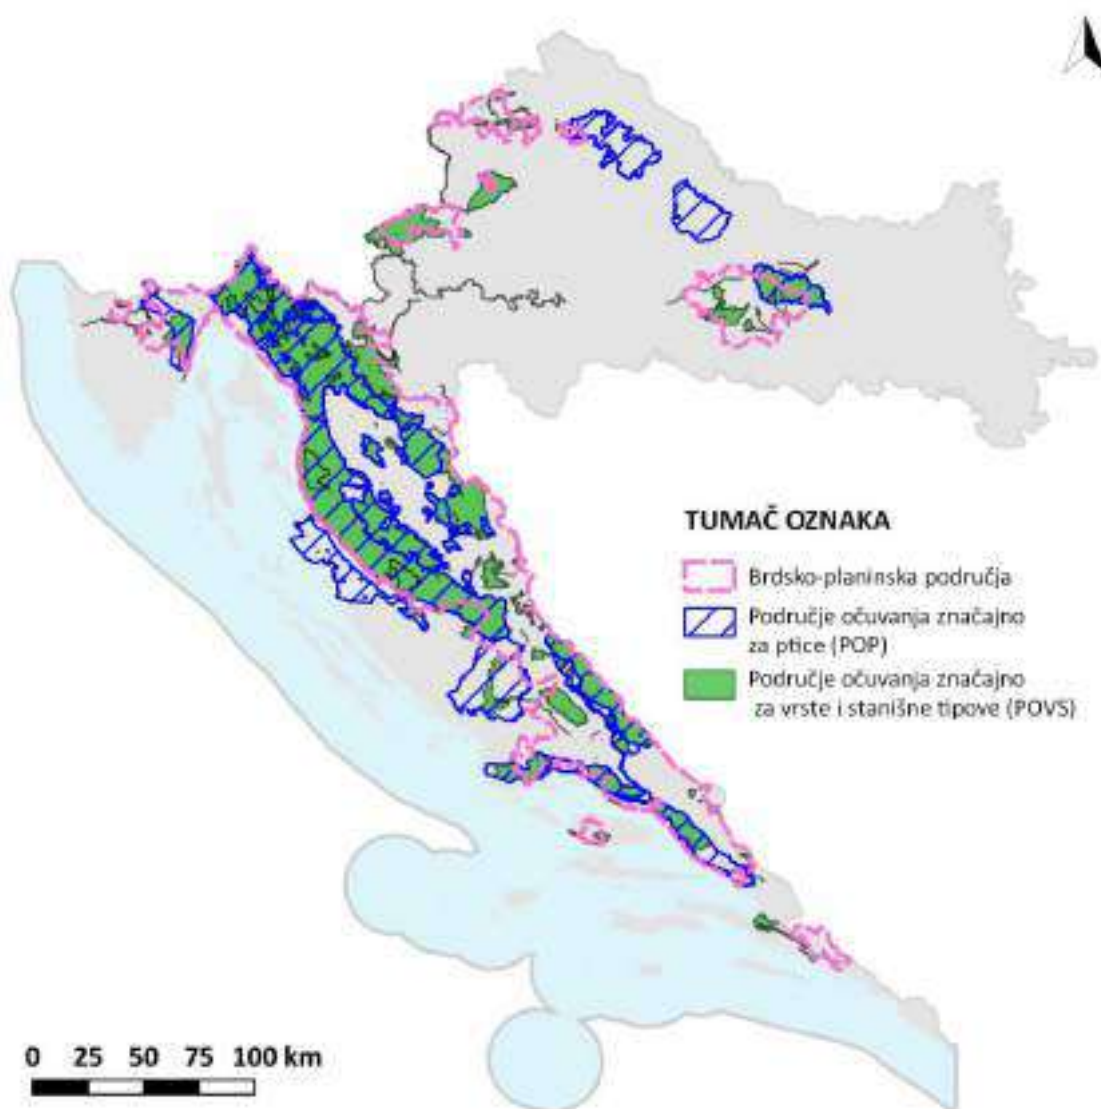 TUMAČ OZNAKA
Brdsko-planinska područja
Područje očuvanja značajno
za ptice (POP)
Područje očuvanja značajno
za vrste i stanišne tipove (POVS)
0 25 50 75 100 km